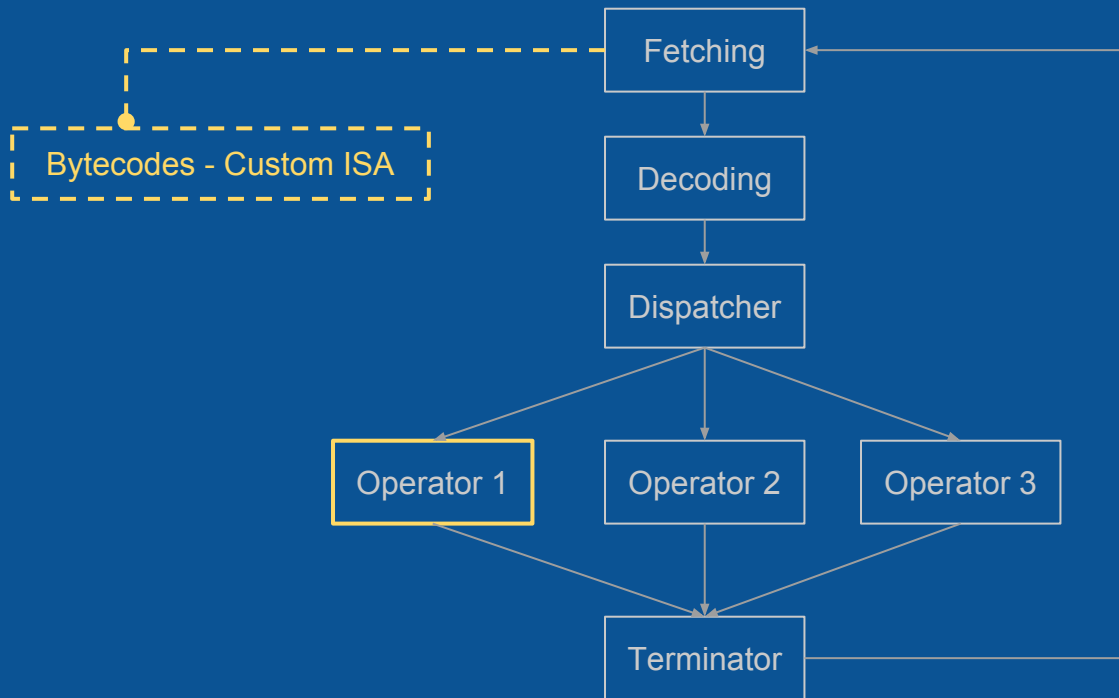 Fetching
Bytecodes - Custom ISA
Decoding
Dispatcher
Operator 1
Operator 2
Operator 3
Terminator